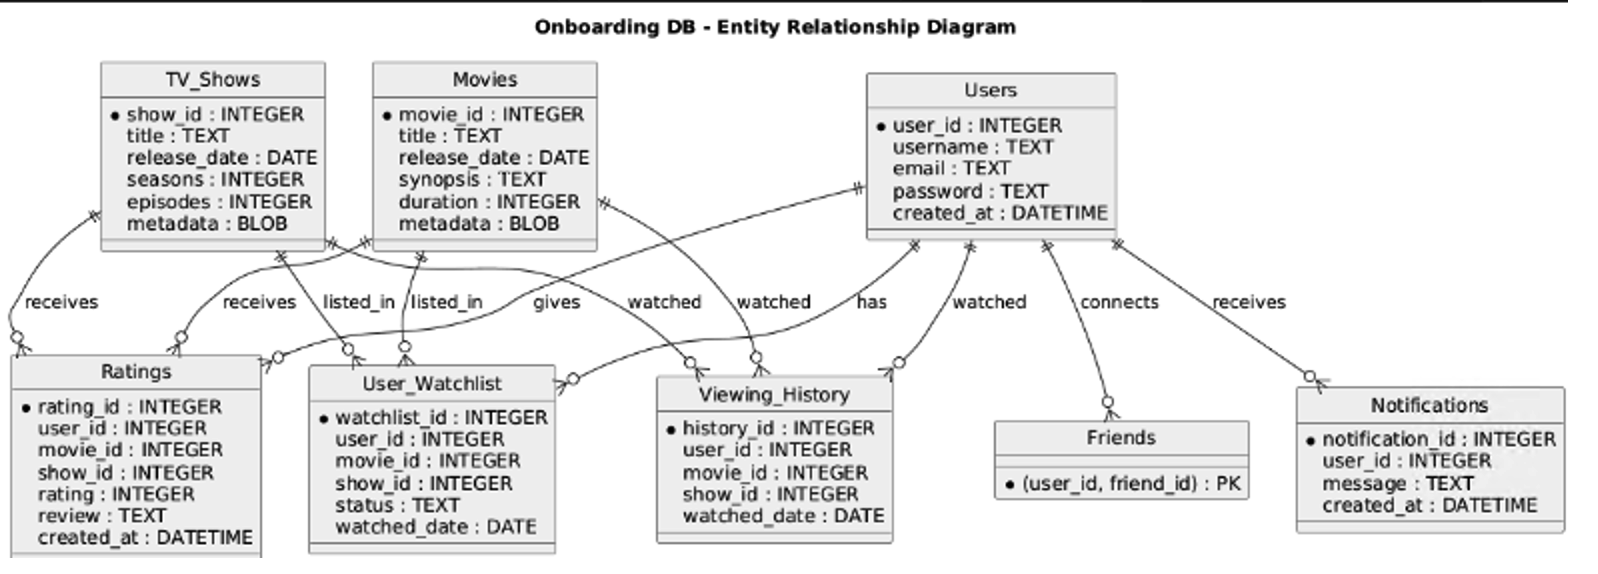 Onboarding DB - Entity Relationship Diagram
TV_Shows
show_id : INTEGER
title : TEXT
release_date : DATE
seasons : INTEGER
episodes : INTEGER
metadata : BLOB
Movies
movie_id : INTEGER
title : TEXT
release_date : DATE
synopsis : TEXT
duration : INTEGER
metadata : BLOB
Users
user_id : INTEGER
username : TEXT
email : TEXT
password : TEXT
created_at : DATETIME
receives
receives
listed_in
listed_in
gives
watched
watched
has
watched
connects
receives
Ratings
rating_id : INTEGER
user_id : INTEGER
movie_id : INTEGER
show_id : INTEGER
rating : INTEGER
review : TEXT
created_at : DATETIME
User_Watchlist
watchlist_id : INTEGER
user_id : INTEGER
movie_id : INTEGER
show_id : INTEGER
status : TEXT
watched_date : DATE
Viewing_History
history_id : INTEGER
user_id : INTEGER
movie_id : INTEGER
show_id : INTEGER
watched_date : DATE
Friends
(user_id, friend_id) : PK
Notifications
notification_id : INTEGER
user_id : INTEGER
message : TEXT
created_at : DATETIME